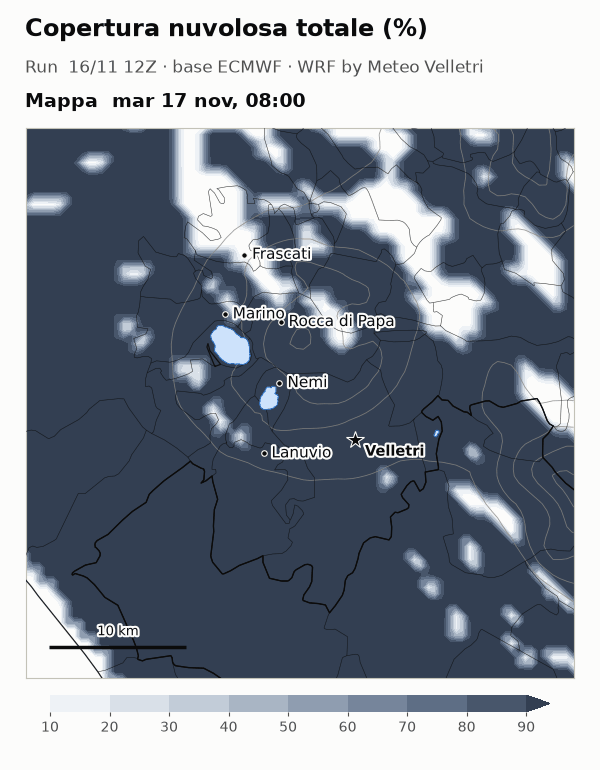 Copertura nuvolosa totale (%)
Run  16/11 12Z · base ECMWF · WRF by Meteo Velletri
Mappa  mar 17 nov, 08:00
Frascati
Marino
Rocca di Papa
Nemi
Velletri
Lanuvio
10 km
10 20 30 40 50 60 70 80 90